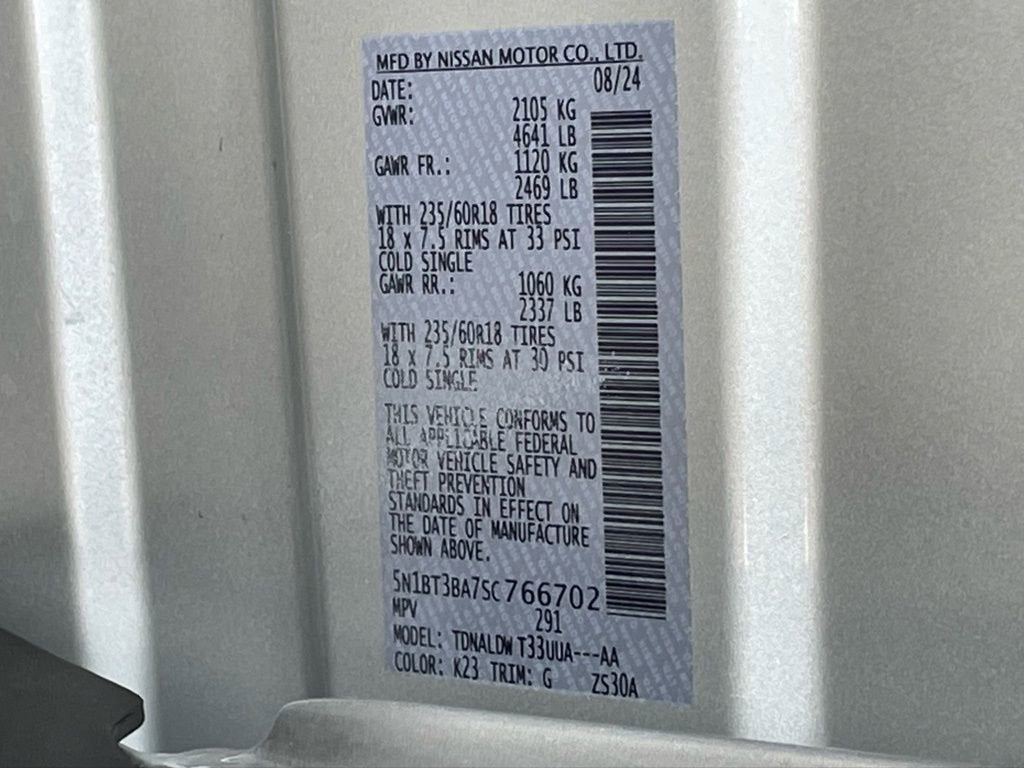 MFD BY NISSAN MOTOR CO., LTD.
DATE: 08/24
GVWR: 2105 KG
4641 LB
GAWR FR.: 1120 KG
2469 LB
WITH 235/60R18 TIRES
18 x 7.5 RIMS AT 33 PSI
COLD SINGLE
GAWR RR.: 1060 KG
2337 LB
WITH 235/60R18 TIRES
18 x 7.5 RIMS AT 30 PSI
COLD SINGLE
THIS VEHICLE CONFORMS TO
ALL APPLICABLE FEDERAL
MOTOR VEHICLE SAFETY AND
THEFT PREVENTION
STANDARDS IN EFFECT ON
THE DATE OF MANUFACTURE
SHOWN ABOVE.
5N1BT3BA7SC766702
MPV 291
MODEL: TDNALDW T33UUA---AA
COLOR: K23 TRIM: G ZS30A